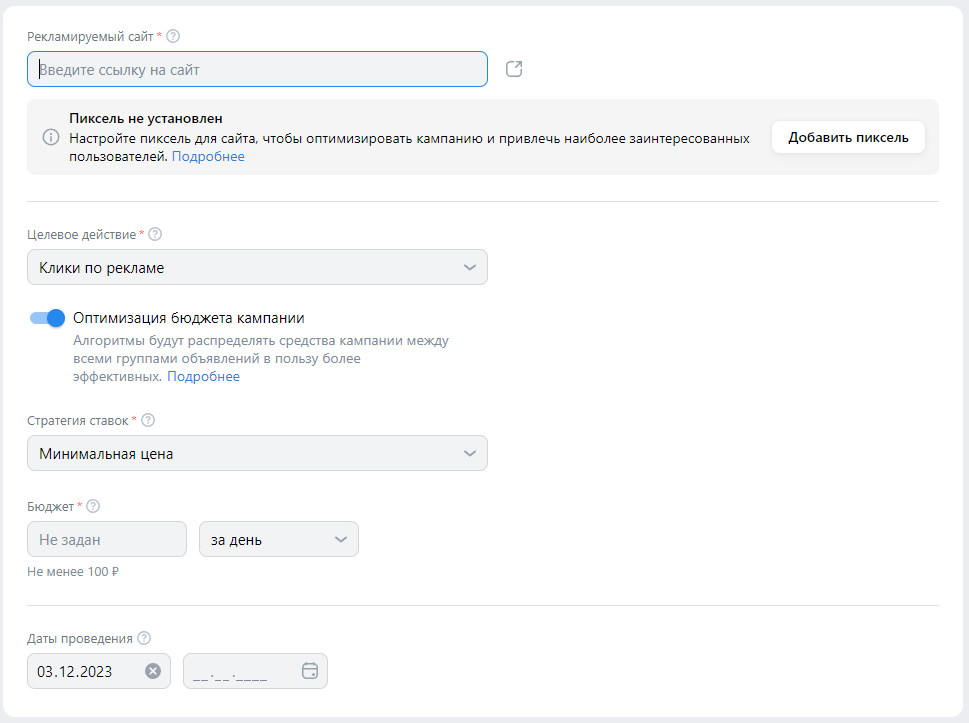 Рекламируемый сайт *
Введите ссылку на сайт
Пиксель не установлен
Настройте пиксель для сайта, чтобы оптимизировать кампанию и привлечь наиболее заинтересованных
пользователей. Подробнее
Добавить пиксель
Целевое действие *
Клики по рекламе
Оптимизация бюджета кампании
Алгоритмы будут распределять средства кампании между
всеми группами объявлений в пользу более
эффективных. Подробнее
Стратегия ставок *
Минимальная цена
Бюджет *
Не задан
за день
Не менее 100 ₽
Даты проведения
03.12.2023
__.__.____